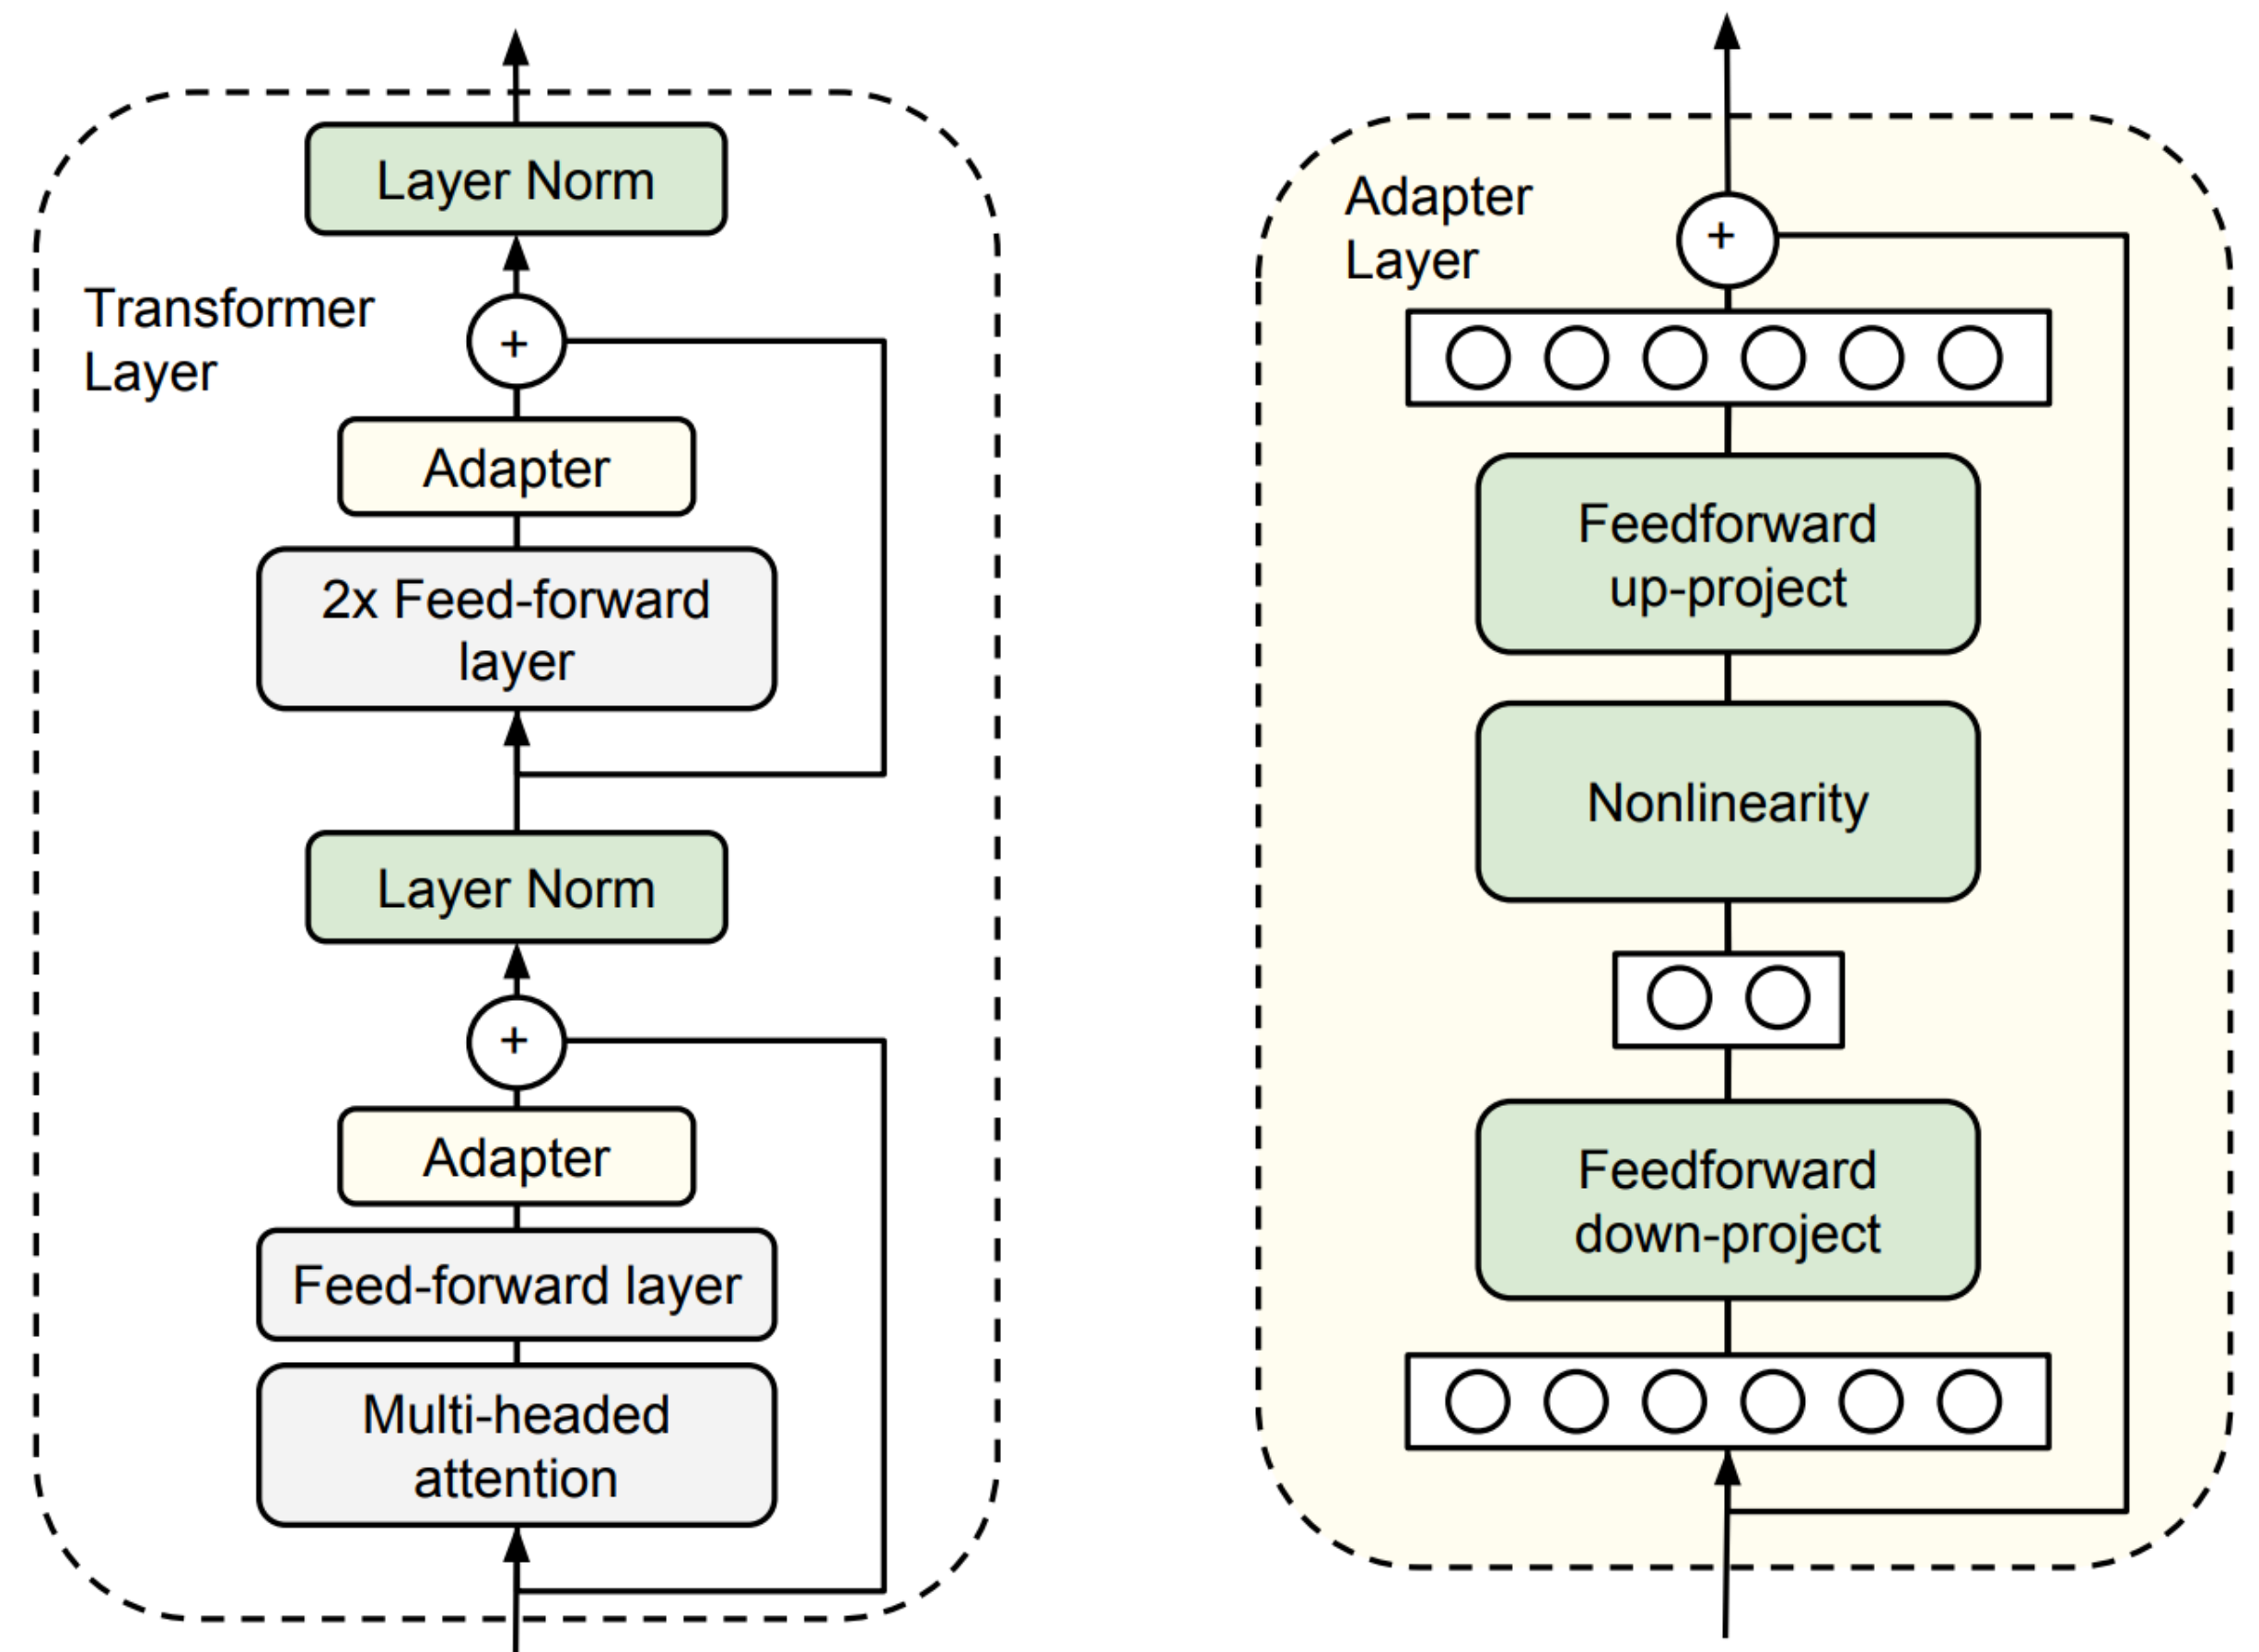 Layer Norm
Transformer
Layer
+
Adapter
2x Feed-forward
layer
Layer Norm
+
Adapter
Feed-forward layer
Multi-headed
attention
Adapter
Layer
+
Feedforward
up-project
Nonlinearity
Feedforward
down-project